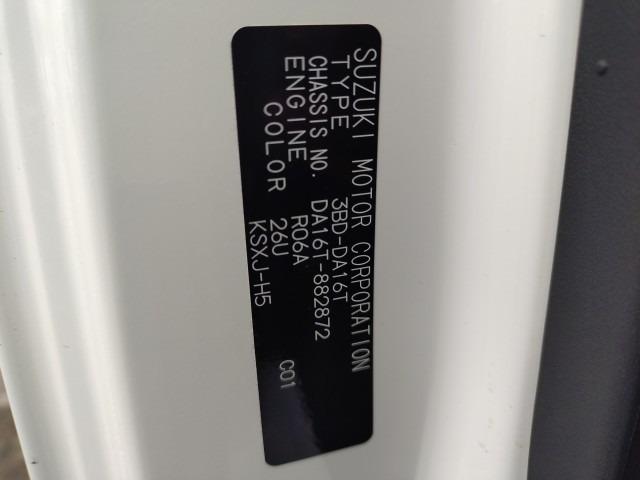 SUZUKI MOTOR CORPORATION
TYPE 3BD-DA16T
CHASSIS NO. DA16T-882872
ENGINE R06A
COLOR 26U
KSXJ-H5 C01